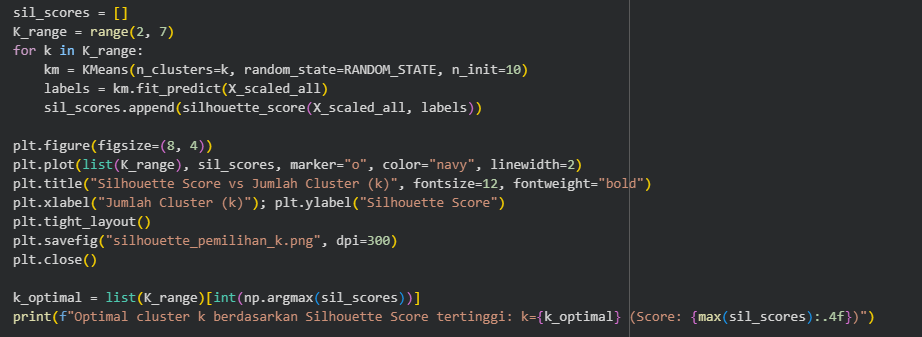 sil_scores = []
K_range = range(2, 7)
for k in K_range:
    km = KMeans(n_clusters=k, random_state=RANDOM_STATE, n_init=10)
    labels = km.fit_predict(X_scaled_all)
    sil_scores.append(silhouette_score(X_scaled_all, labels))

plt.figure(figsize=(8, 4))
plt.plot(list(K_range), sil_scores, marker="o", color="navy", linewidth=2)
plt.title("Silhouette Score vs Jumlah Cluster (k)", fontsize=12, fontweight="bold")
plt.xlabel("Jumlah Cluster (k)"); plt.ylabel("Silhouette Score")
plt.tight_layout()
plt.savefig("silhouette_pemilihan_k.png", dpi=300)
plt.close()

k_optimal = list(K_range)[int(np.argmax(sil_scores))]
print(f"Optimal cluster k berdasarkan Silhouette Score tertinggi: k={k_optimal} (Score: {max(sil_scores):.4f})")